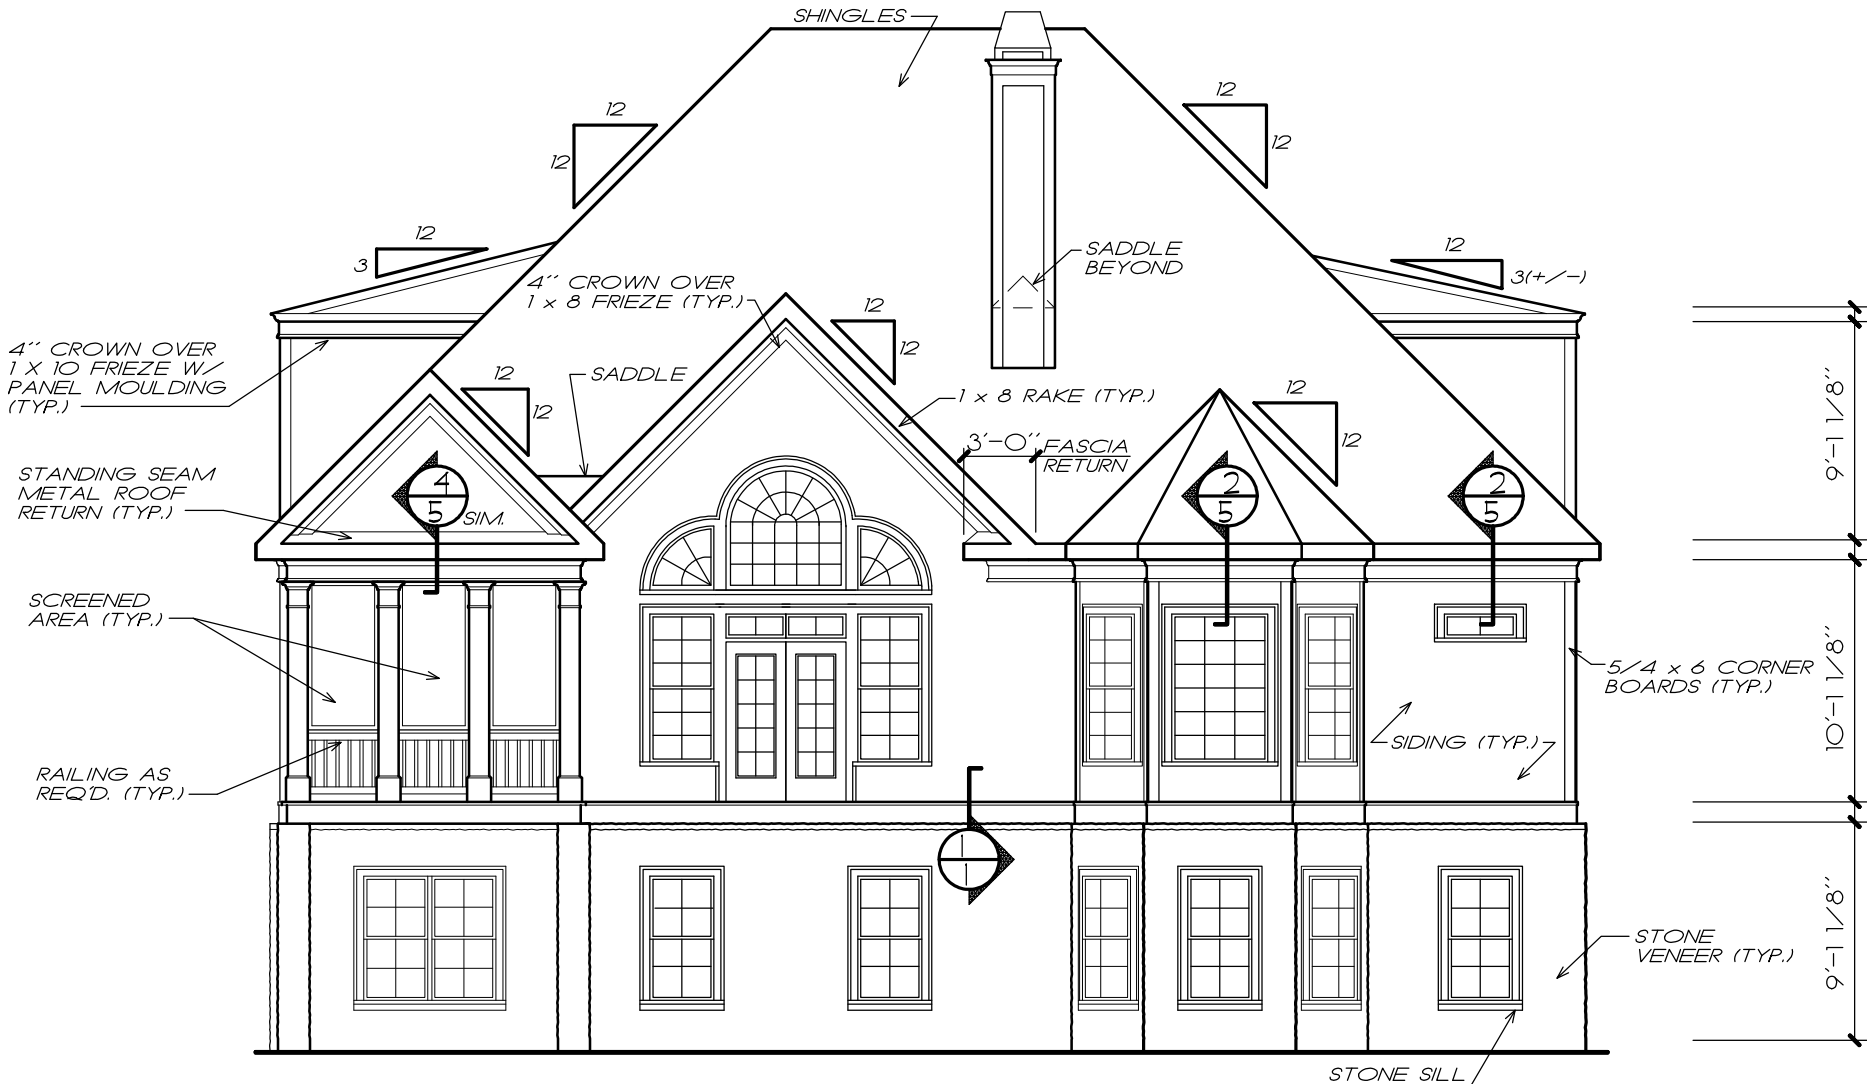 SHINGLES
12
12
12
12
12
3
12
3(+/-)
SADDLE
BEYOND
4'' CROWN OVER
1 x 8 FRIEZE (TYP.)
12
12
4'' CROWN OVER
1 X 10 FRIEZE W/
PANEL MOULDING
(TYP.)
12
12
SADDLE
1 x 8 RAKE (TYP.)
12
12
3'-0'' FASCIA
RETURN
9'-1 1/8''
STANDING SEAM
METAL ROOF
RETURN (TYP.)
4
5
SIM.
2
5
2
5
SCREENED
AREA (TYP.)
5/4 x 6 CORNER
BOARDS (TYP.)
10'-1 1/8''
SIDING (TYP.)
RAILING AS
REQ'D. (TYP.)
1
1
9'-1 1/8''
STONE
VENEER (TYP.)
STONE SILL